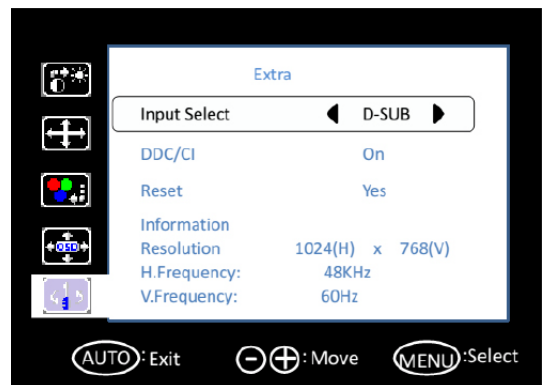 Extra
Input Select D-SUB
DDC/CI On
Reset Yes
Information
Resolution 1024(H) x 768(V)
H.Frequency: 48KHz
V.Frequency: 60Hz
OSD
AUTO: Exit -+: Move MENU: Select